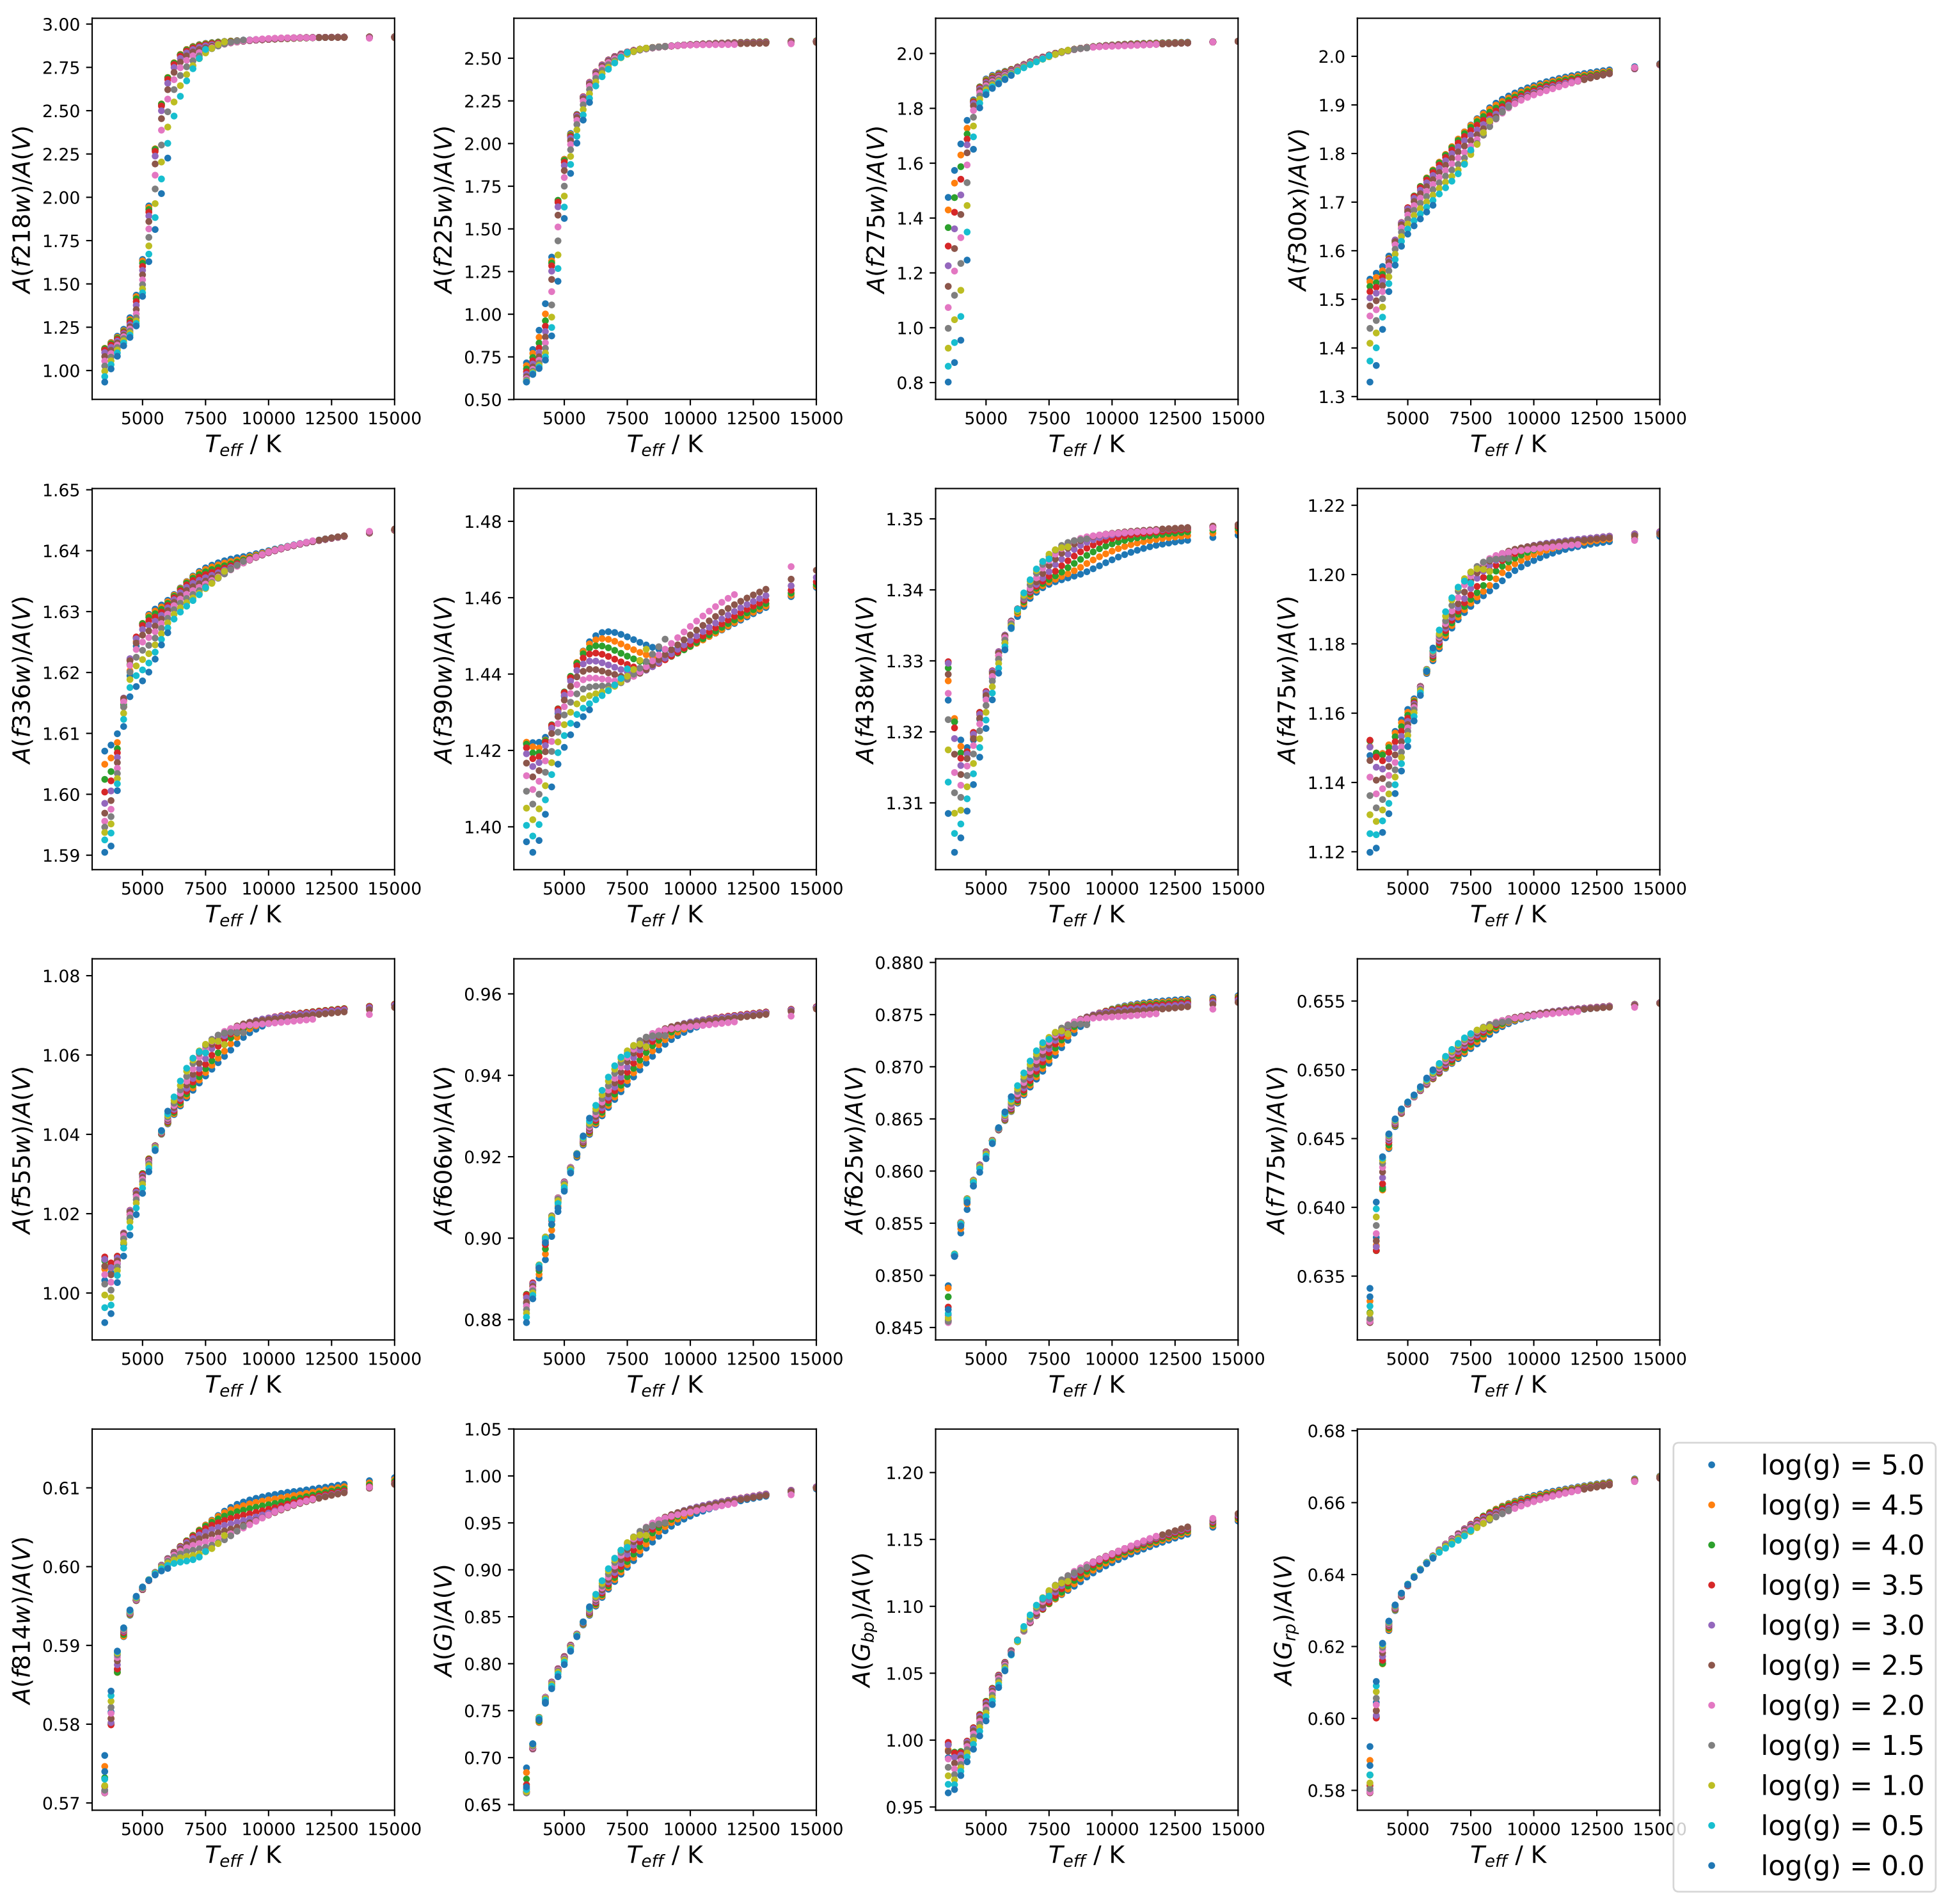 3.00
2.75
2.50
2.25
2.00
1.75
1.50
1.25
1.00
A(f218w)/A(V)
5000 7500 10000 12500 15000
T_eff / K
2.50
2.25
2.00
1.75
1.50
1.25
1.00
0.75
0.50
A(f225w)/A(V)
5000 7500 10000 12500 15000
T_eff / K
2.0
1.8
1.6
1.4
1.2
1.0
0.8
A(f275w)/A(V)
5000 7500 10000 12500 15000
T_eff / K
2.0
1.9
1.8
1.7
1.6
1.5
1.4
1.3
A(f300x)/A(V)
5000 7500 10000 12500 15000
T_eff / K
1.65
1.64
1.63
1.62
1.61
1.60
1.59
A(f336w)/A(V)
5000 7500 10000 12500 15000
T_eff / K
1.48
1.46
1.44
1.42
1.40
A(f390w)/A(V)
5000 7500 10000 12500 15000
T_eff / K
1.35
1.34
1.33
1.32
1.31
A(f438w)/A(V)
5000 7500 10000 12500 15000
T_eff / K
1.22
1.20
1.18
1.16
1.14
1.12
A(f475w)/A(V)
5000 7500 10000 12500 15000
T_eff / K
1.08
1.06
1.04
1.02
1.00
A(f555w)/A(V)
5000 7500 10000 12500 15000
T_eff / K
0.96
0.94
0.92
0.90
0.88
A(f606w)/A(V)
5000 7500 10000 12500 15000
T_eff / K
0.880
0.875
0.870
0.865
0.860
0.855
0.850
0.845
A(f625w)/A(V)
5000 7500 10000 12500 15000
T_eff / K
0.655
0.650
0.645
0.640
0.635
A(f775w)/A(V)
5000 7500 10000 12500 15000
T_eff / K
0.61
0.60
0.59
0.58
0.57
A(f814w)/A(V)
5000 7500 10000 12500 15000
T_eff / K
1.05
1.00
0.95
0.90
0.85
0.80
0.75
0.70
0.65
A(G)/A(V)
5000 7500 10000 12500 15000
T_eff / K
1.20
1.15
1.10
1.05
1.00
0.95
A(G_bp)/A(V)
5000 7500 10000 12500 15000
T_eff / K
0.68
0.66
0.64
0.62
0.60
0.58
A(G_rp)/A(V)
5000 7500 10000 12500 15000
T_eff / K
log(g) = 5.0
log(g) = 4.5
log(g) = 4.0
log(g) = 3.5
log(g) = 3.0
log(g) = 2.5
log(g) = 2.0
log(g) = 1.5
log(g) = 1.0
log(g) = 0.5
log(g) = 0.0